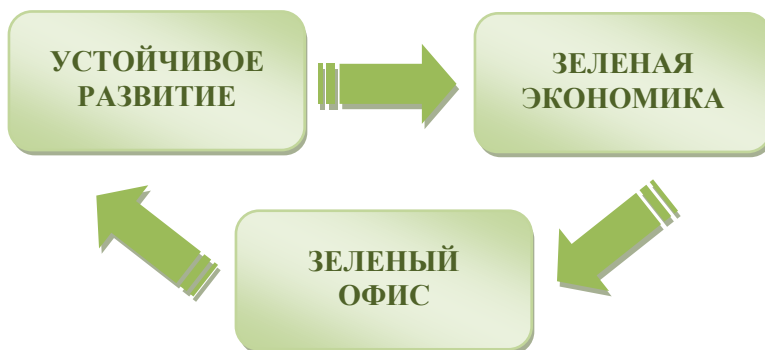 УСТОЙЧИВОЕ
РАЗВИТИЕ
ЗЕЛЕНАЯ
ЭКОНОМИКА
ЗЕЛЕНЫЙ
ОФИС